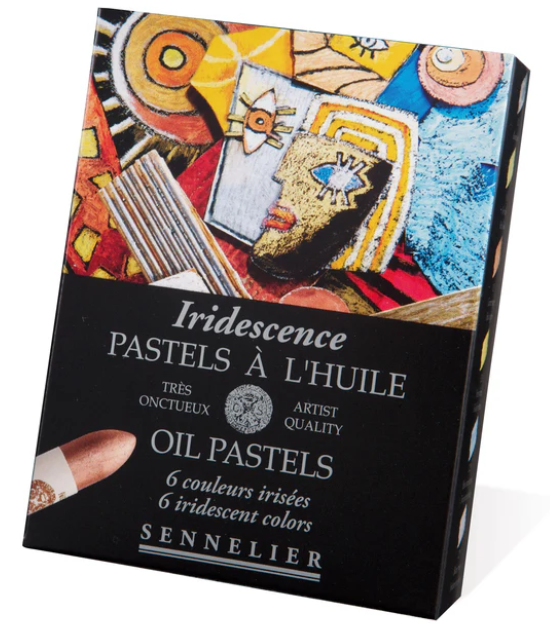 Iridescence
PASTELS À L'HUILE
TRÈS
ONCTUEUX
ARTIST
QUALITY
OIL PASTELS
6 couleurs irisées
6 iridescent colors
SENNELIER